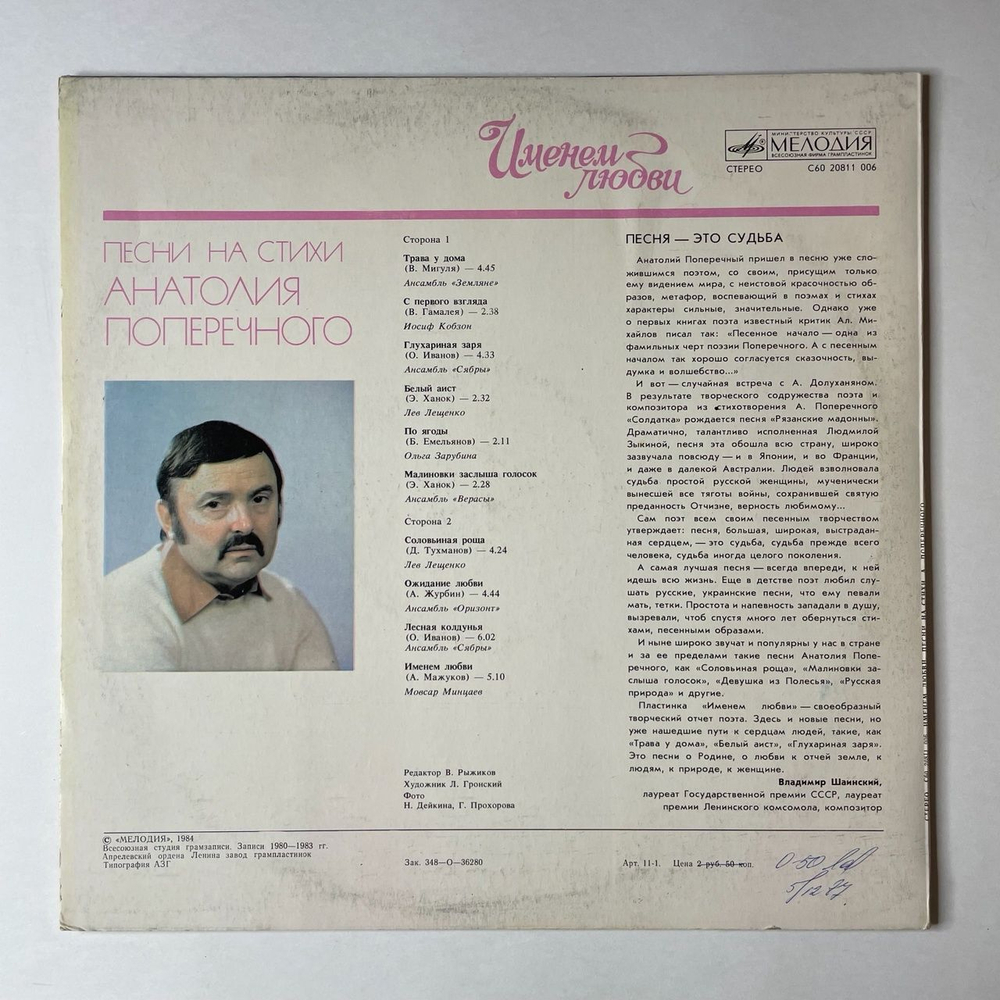 Именем
любви
МИНИСТЕРСТВО КУЛЬТУРЫ СССР
МЕЛОДИЯ
ВСЕСОЮЗНАЯ ФИРМА ГРАМПЛАСТИНОК
СТЕРЕО С60 20811 006
ПЕСНИ НА СТИХИ
АНАТОЛИЯ
ПОПЕРЕЧНОГО
Сторона 1
Трава у дома
(В. Мигуля) — 4.45
Ансамбль «Земляне»
С первого взгляда
(В. Гамалея) — 2.38
Иосиф Кобзон
Глухариная заря
(О. Иванов) — 4.33
Ансамбль «Сябры»
Белый аист
(Э. Ханок) — 2.32
Лев Лещенко
По ягоды
(Б. Емельянов) — 2.11
Ольга Зарубина
Малиновки заслыша голосок
(Э. Ханок) — 2.28
Ансамбль «Верасы»
Сторона 2
Соловьиная роща
(Д. Тухманов) — 4.24
Лев Лещенко
Ожидание любви
(А. Журбин) — 4.44
Ансамбль «Оризонт»
Лесная колдунья
(О. Иванов) — 6.02
Ансамбль «Сябры»
Именем любви
(А. Мажуков) — 5.10
Мовсар Минцаев
Редактор В. Рыжиков
Художник Л. Гронский
Фото
Н. Дейкина, Г. Прохорова
ПЕСНЯ — ЭТО СУДЬБА
Анатолий Поперечный пришел в песню уже сло-
жившимся поэтом, со своим, присущим только
ему видением мира, с неистовой красочностью об-
разов, метафор, воспевающий в поэмах и стихах
характеры сильные, значительные. Однако уже
о первых книгах поэта известный критик Ал. Ми-
хайлов писал так: «Песенное начало — одна из
фамильных черт поэзии Поперечного. А с песенным
началом так хорошо согласуется сказочность, вы-
думка и волшебство...»
И вот — случайная встреча с А. Долуханяном.
В результате творческого содружества поэта и
композитора из стихотворения А. Поперечного
«Солдатка» рождается песня «Рязанские мадонны».
Драматично, талантливо исполненная Людмилой
Зыкиной, песня эта обошла всю страну, широко
зазвучала повсюду — и в Японии, и во Франции,
и даже в далекой Австралии. Людей взволновала
судьба простой русской женщины, мученически
вынесшей все тяготы войны, сохранившей святую
преданность Отчизне, верность любимому...
Сам поэт всем своим песенным творчеством
утверждает: песня, большая, широкая, выстрадан-
ная сердцем, — это судьба, судьба прежде всего
человека, судьба иногда целого поколения.
А самая лучшая песня — всегда впереди, к ней
идешь всю жизнь. Еще в детстве поэт любил слу-
шать русские, украинские песни, что ему певали
мать, тетки. Простота и напевность западали в душу,
вызревали, чтоб спустя много лет обернуться сти-
хами, песенными образами.
И ныне широко звучат и популярны у нас в стране
и за ее пределами такие песни Анатолия Попе-
речного, как «Соловьиная роща», «Малиновки за-
слыша голосок», «Девушка из Полесья», «Русская
природа» и другие.
Пластинка «Именем любви» — своеобразный
творческий отчет поэта. Здесь и новые песни, но
уже нашедшие пути к сердцам людей, такие, как
«Трава у дома», «Белый аист», «Глухариная заря».
Это песни о Родине, о любви к отчей земле, к
людям, к природе, к женщине.
Владимир Шаинский,
лауреат Государственной премии СССР, лауреат
премии Ленинского комсомола, композитор
© «МЕЛОДИЯ», 1984
Всесоюзная студия грамзаписи. Записи 1980—1983 гг.
Апрелевский ордена Ленина завод грампластинок
Типография АЗГ
Зак. 348—О—36280
Арт. 11-1. Цена 2 руб. 50 коп.
0-50
5/12 87